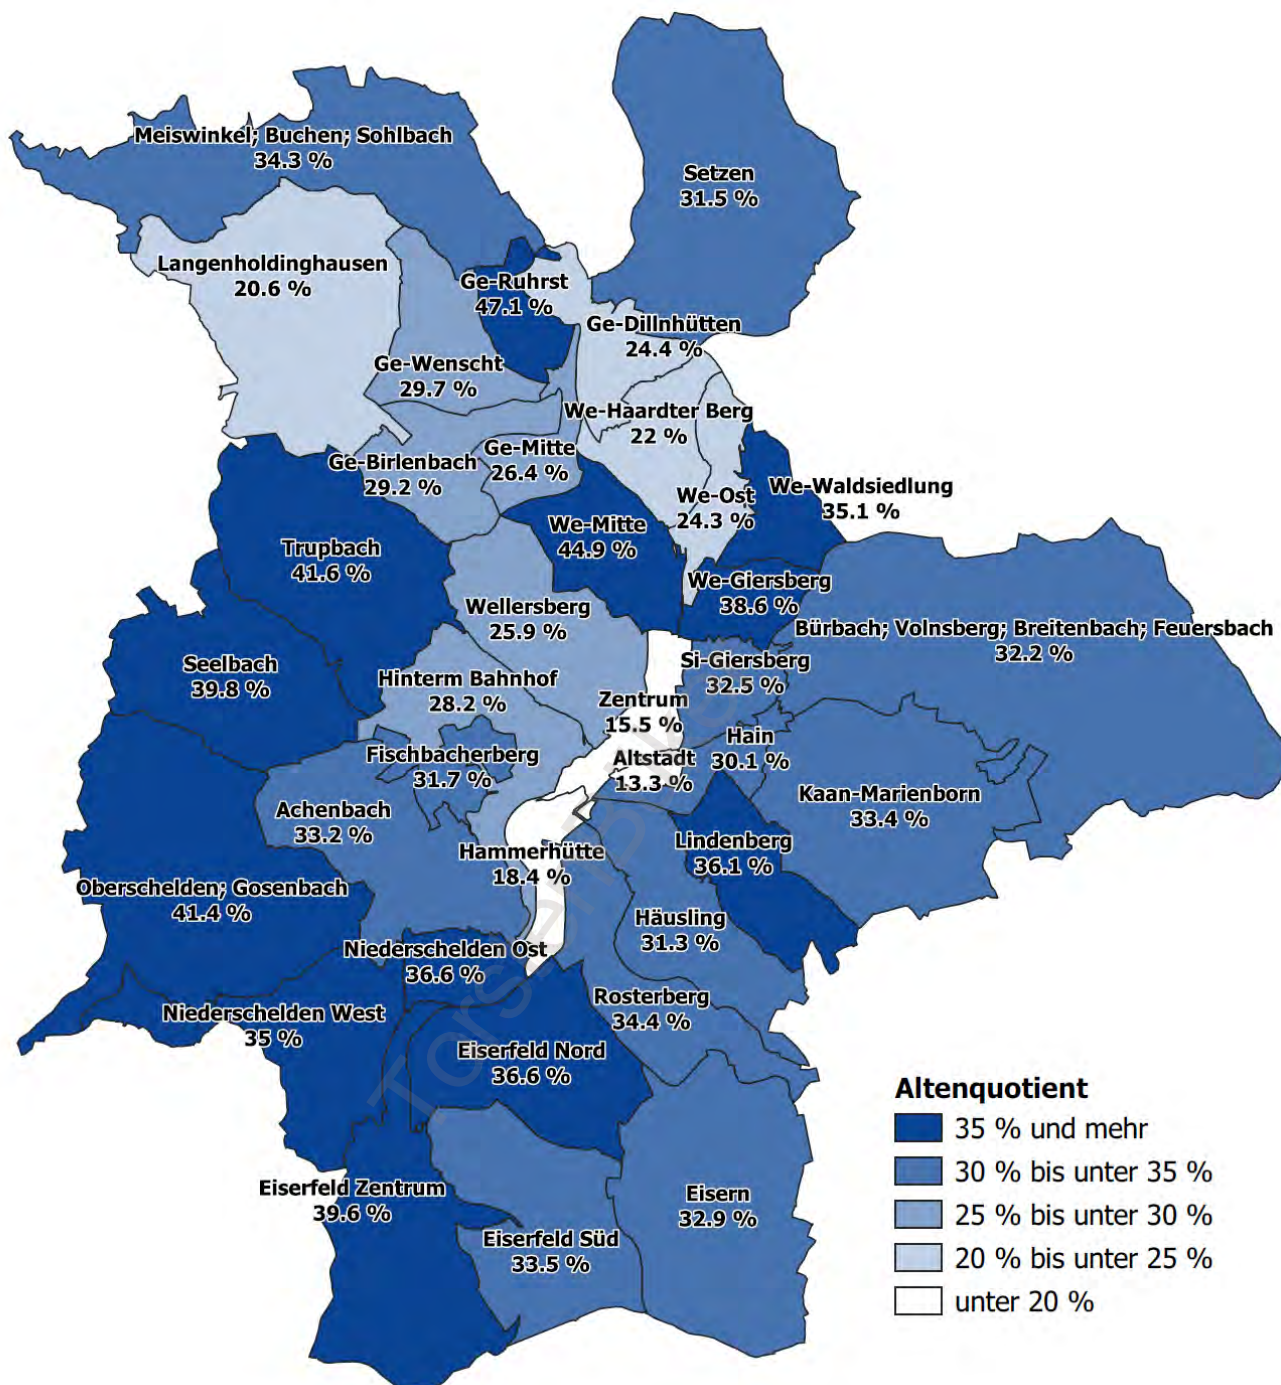 Meiswinkel; Buchen; Sohlbach
34.3 %
Setzen
31.5 %
Langenholdinghausen
20.6 %
Ge-Ruhrst
47.1 %
Ge-Dillnhütten
24.4 %
Ge-Wenscht
29.7 %
We-Haardter Berg
22 %
Ge-Mitte
26.4 %
Ge-Birlenbach
29.2 %
We-Ost
24.3 %
We-Waldsiedlung
35.1 %
We-Mitte
44.9 %
Trupbach
41.6 %
We-Giersberg
38.6 %
Wellersberg
25.9 %
Bürbach; Volnsberg; Breitenbach; Feuersbach
32.2 %
Seelbach
39.8 %
Hinterm Bahnhof
28.2 %
Si-Giersberg
32.5 %
Zentrum
15.5 %
Hain
30.1 %
Fischbacherberg
31.7 %
Altstadt
13.3 %
Achenbach
33.2 %
Kaan-Marienborn
33.4 %
Lindenberg
36.1 %
Hammerhütte
18.4 %
Oberschelden; Gosenbach
41.4 %
Häusling
31.3 %
Niederschelden Ost
36.6 %
Rosterberg
34.4 %
Niederschelden West
35 %
Eiserfeld Nord
36.6 %
Eiserfeld Zentrum
39.6 %
Eisern
32.9 %
Eiserfeld Süd
33.5 %
Altenquotient
35 % und mehr
30 % bis unter 35 %
25 % bis unter 30 %
20 % bis unter 25 %
unter 20 %